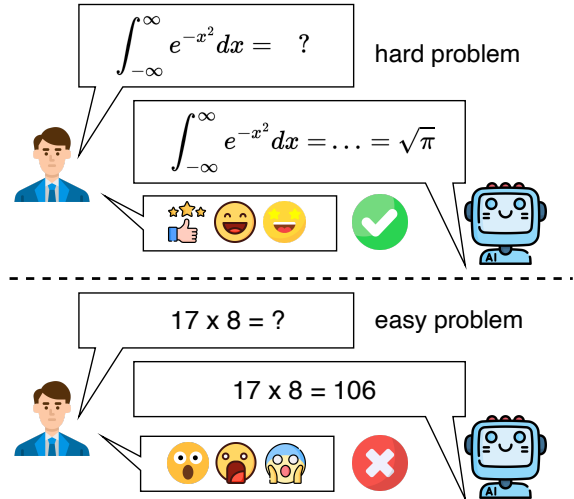 ∫_{-∞}^{∞} e^{-x^2} dx = ?
hard problem
∫_{-∞}^{∞} e^{-x^2} dx = ... = √π
AI
17 x 8 = ?
easy problem
17 x 8 = 106
AI